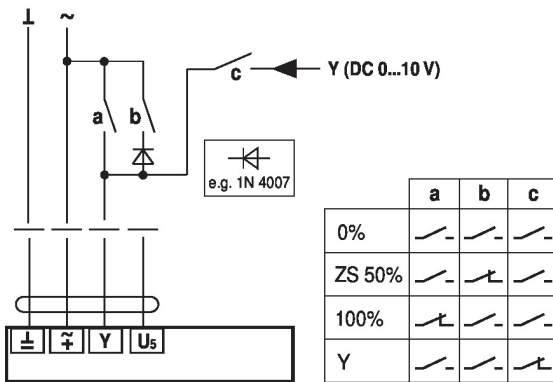 ⊥ ~
c Y (DC 0...10 V)
a b
e.g. 1N 4007
a b c
0%
ZS 50%
100%
Y
Y U5